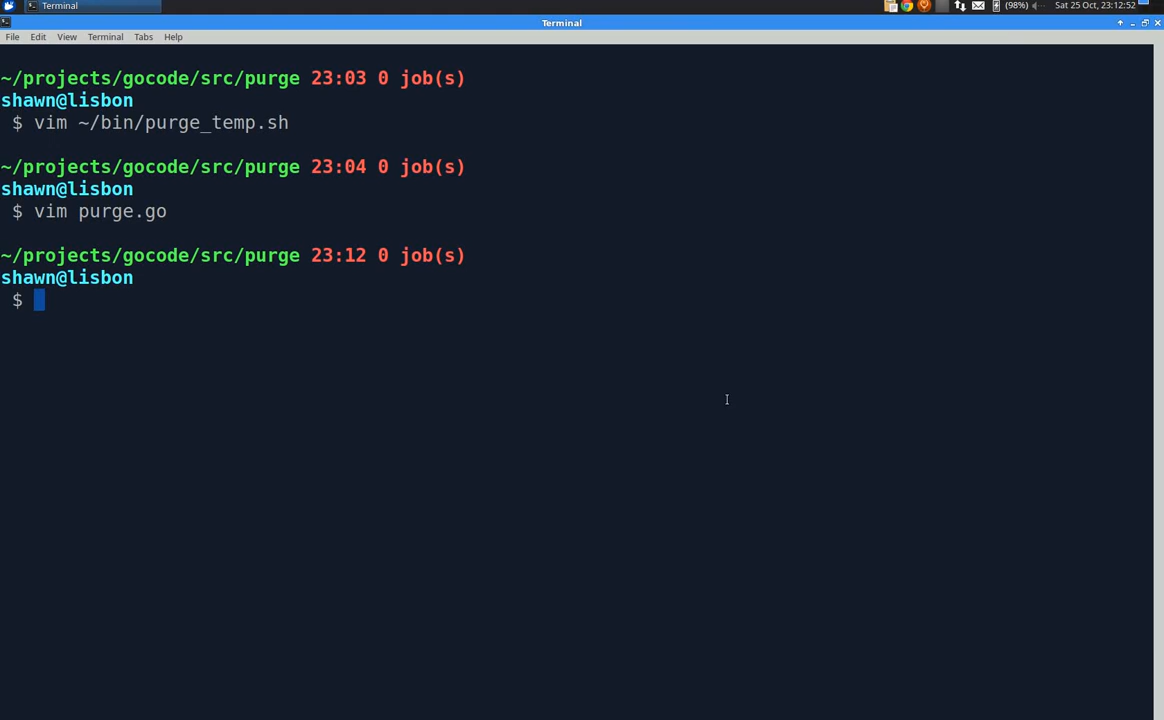 Terminal
(98%)
Sat 25 Oct, 23:12:52
Terminal
File Edit View Terminal Tabs Help
~/projects/gocode/src/purge 23:03 0 job(s)
shawn@lisbon
$ vim ~/bin/purge_temp.sh
~/projects/gocode/src/purge 23:04 0 job(s)
shawn@lisbon
$ vim purge.go
~/projects/gocode/src/purge 23:12 0 job(s)
shawn@lisbon
$